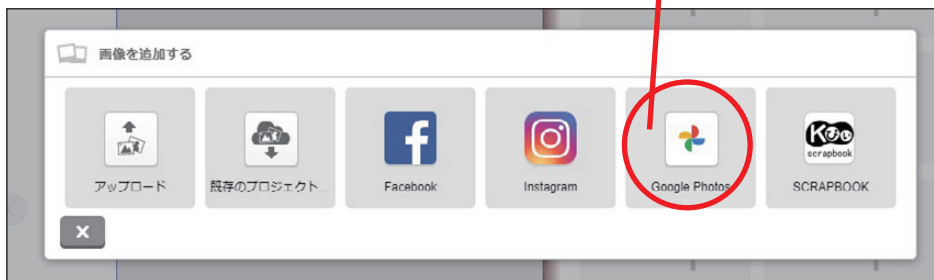 画像を追加する
アップロード
既存のプロジェクト...
Facebook
Instagram
Google Photos
scrapbook
SCRAPBOOK